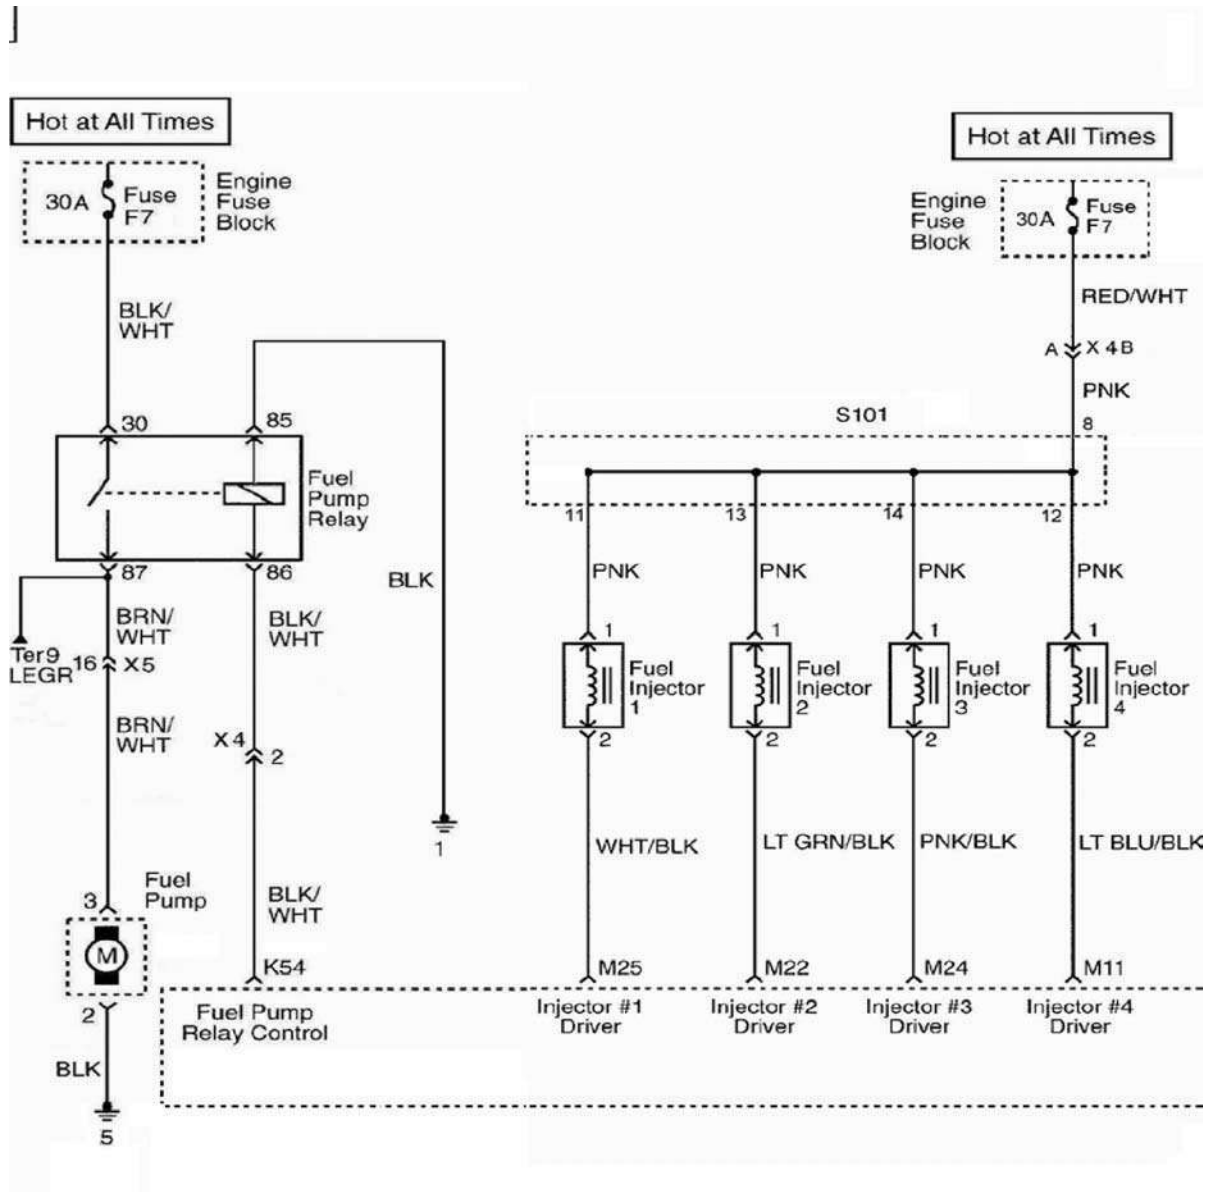 Hot at All Times
30A
Fuse
F7
Engine
Fuse
Block
BLK/
WHT
30
85
Fuel
Pump
Relay
87
86
BRN/
WHT
BLK/
WHT
BLK
Ter9
LEGR
16
X5
BRN/
WHT
X4
2
1
Fuel
Pump
3
M
2
BLK
5
BLK/
WHT
K54
Fuel Pump
Relay Control
Hot at All Times
Engine
Fuse
Block
30A
Fuse
F7
RED/WHT
A
X 4B
PNK
S101
8
11
13
14
12
PNK
PNK
PNK
PNK
1
1
1
1
Fuel
Injector
1
Fuel
Injector
2
Fuel
Injector
3
Fuel
Injector
4
2
2
2
2
WHT/BLK
LT GRN/BLK
PNK/BLK
LT BLU/BLK
M25
M22
M24
M11
Injector #1
Driver
Injector #2
Driver
Injector #3
Driver
Injector #4
Driver